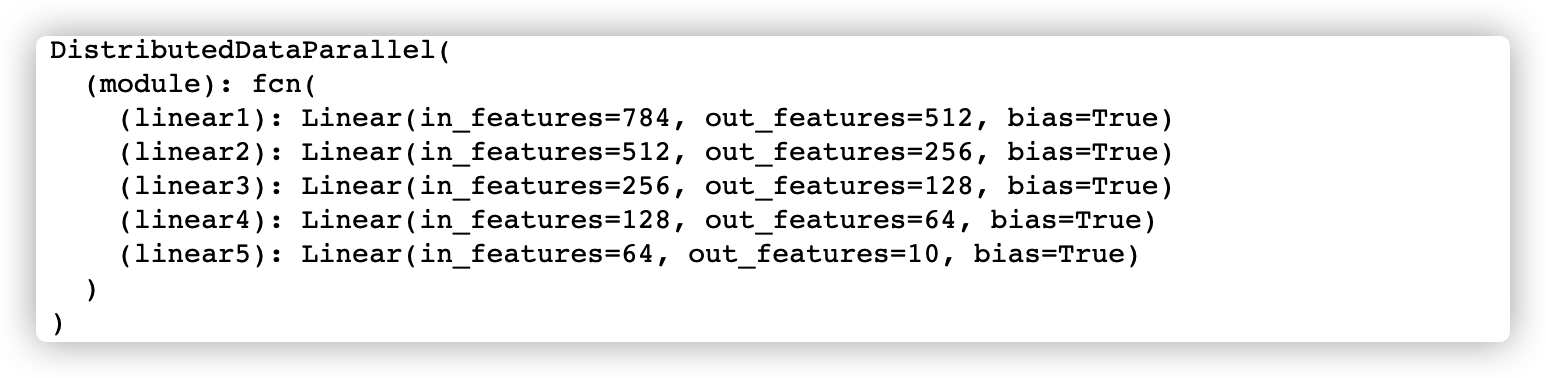 DistributedDataParallel(
  (module): fcn(
    (linear1): Linear(in_features=784, out_features=512, bias=True)
    (linear2): Linear(in_features=512, out_features=256, bias=True)
    (linear3): Linear(in_features=256, out_features=128, bias=True)
    (linear4): Linear(in_features=128, out_features=64, bias=True)
    (linear5): Linear(in_features=64, out_features=10, bias=True)
  )
)